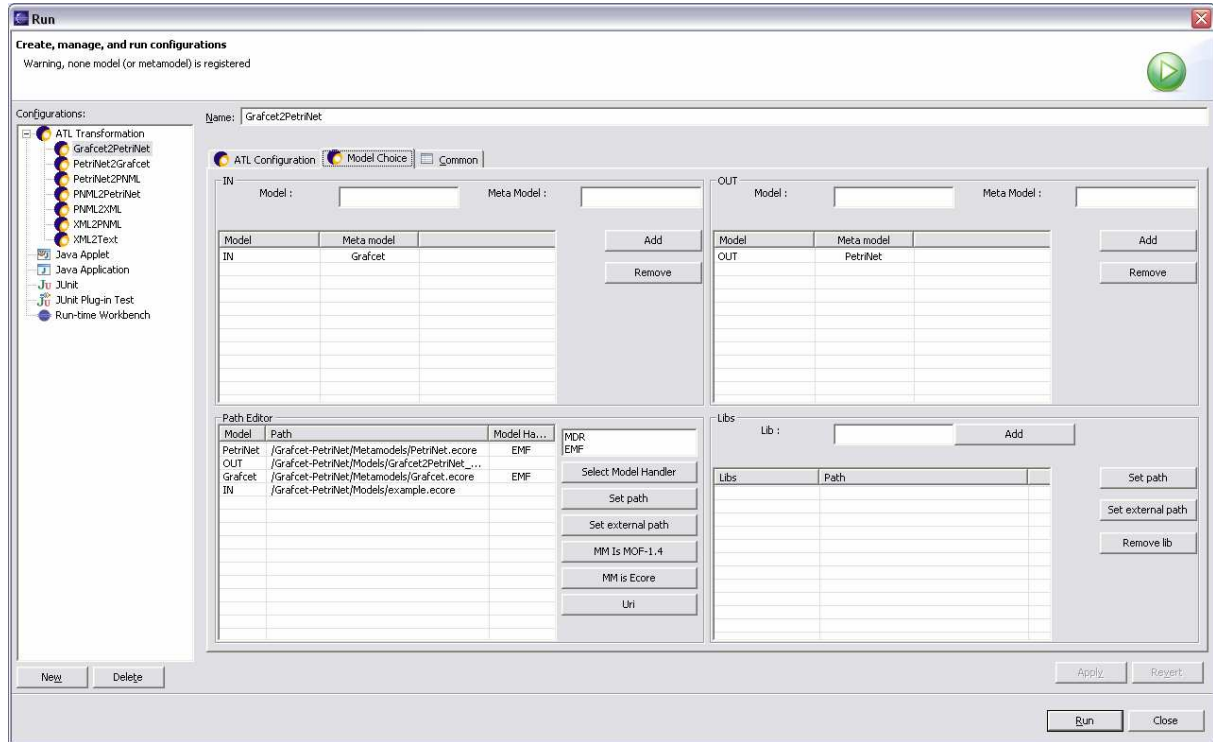 Run
Create, manage, and run configurations
Warning, none model (or metamodel) is registered
Configurations:
ATL Transformation
Grafcet2PetriNet
PetriNet2Grafcet
PetriNet2PNML
PNML2PetriNet
PNML2XML
XML2PNML
XML2Text
Java Applet
Java Application
JUnit
JUnit Plug-in Test
Run-time Workbench
New Delete
Name: Grafcet2PetriNet
ATL Configuration Model Choice Common
IN
Model : Meta Model :
Model Meta model
IN Grafcet
Add
Remove
OUT
Model : Meta Model :
Model Meta model
OUT PetriNet
Add
Remove
Path Editor
Model Path Model Ha...
PetriNet /Grafcet-PetriNet/Metamodels/PetriNet.ecore EMF
OUT /Grafcet-PetriNet/Models/Grafcet2PetriNet_...
Grafcet /Grafcet-PetriNet/Metamodels/Grafcet.ecore EMF
IN /Grafcet-PetriNet/Models/example.ecore
MDR
EMF
Select Model Handler
Set path
Set external path
MM Is MOF-1.4
MM is Ecore
Uri
Libs
Lib : Add
Libs Path
Set path
Set external path
Remove lib
Apply Revert
Run Close